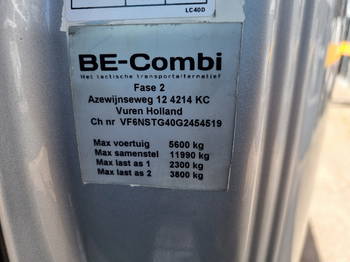 LC40D
BE-Combi
Het tactische transportalternatief
Fase 2
Azewijnseweg 12 4214 KC
Vuren Holland
Ch nr VF6NSTG40G2454519
Max voertuig 5600 kg
Max samenstel 11990 kg
Max last as 1 2300 kg
Max last as 2 3800 kg